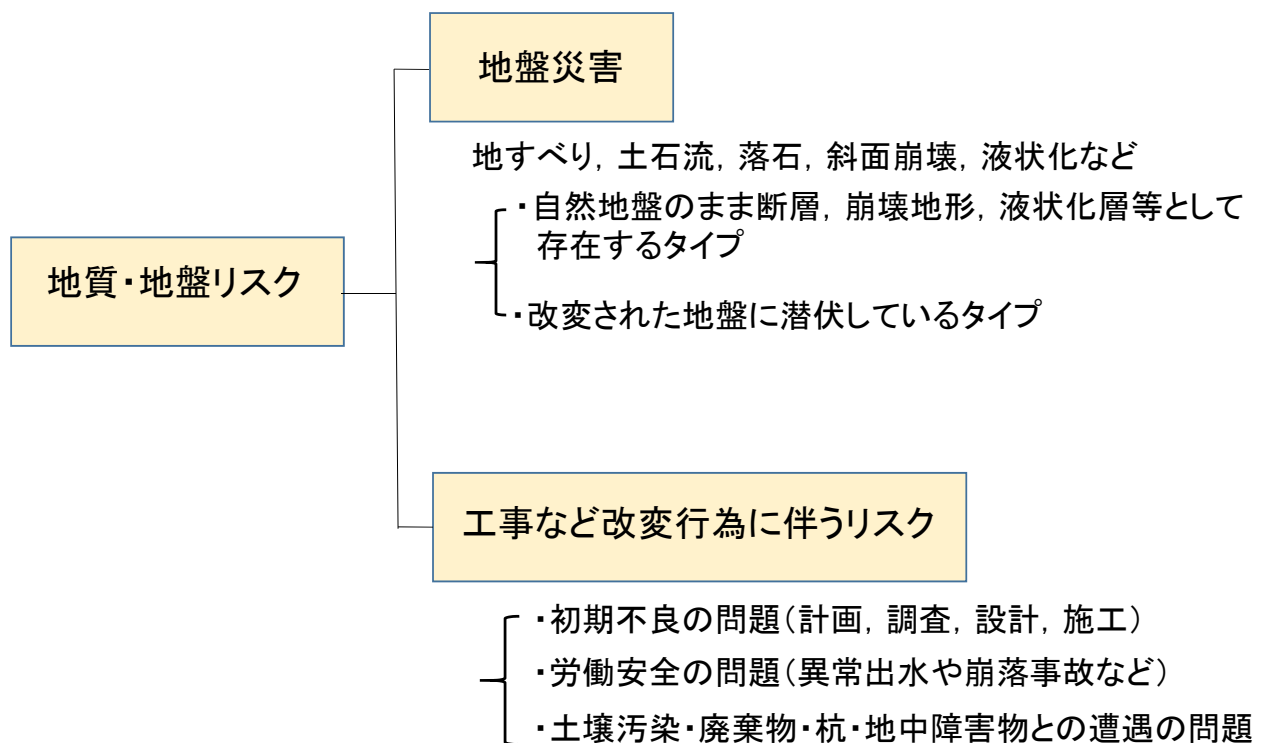 地盤災害
地すべり, 土石流, 落石, 斜面崩壊, 液状化など
・自然地盤のまま断層, 崩壊地形, 液状化層等として
存在するタイプ
地質・地盤リスク
・改変された地盤に潜伏しているタイプ
工事など改変行為に伴うリスク
・初期不良の問題(計画, 調査, 設計, 施工)
・労働安全の問題(異常出水や崩落事故など)
・土壌汚染・廃棄物・杭・地中障害物との遭遇の問題